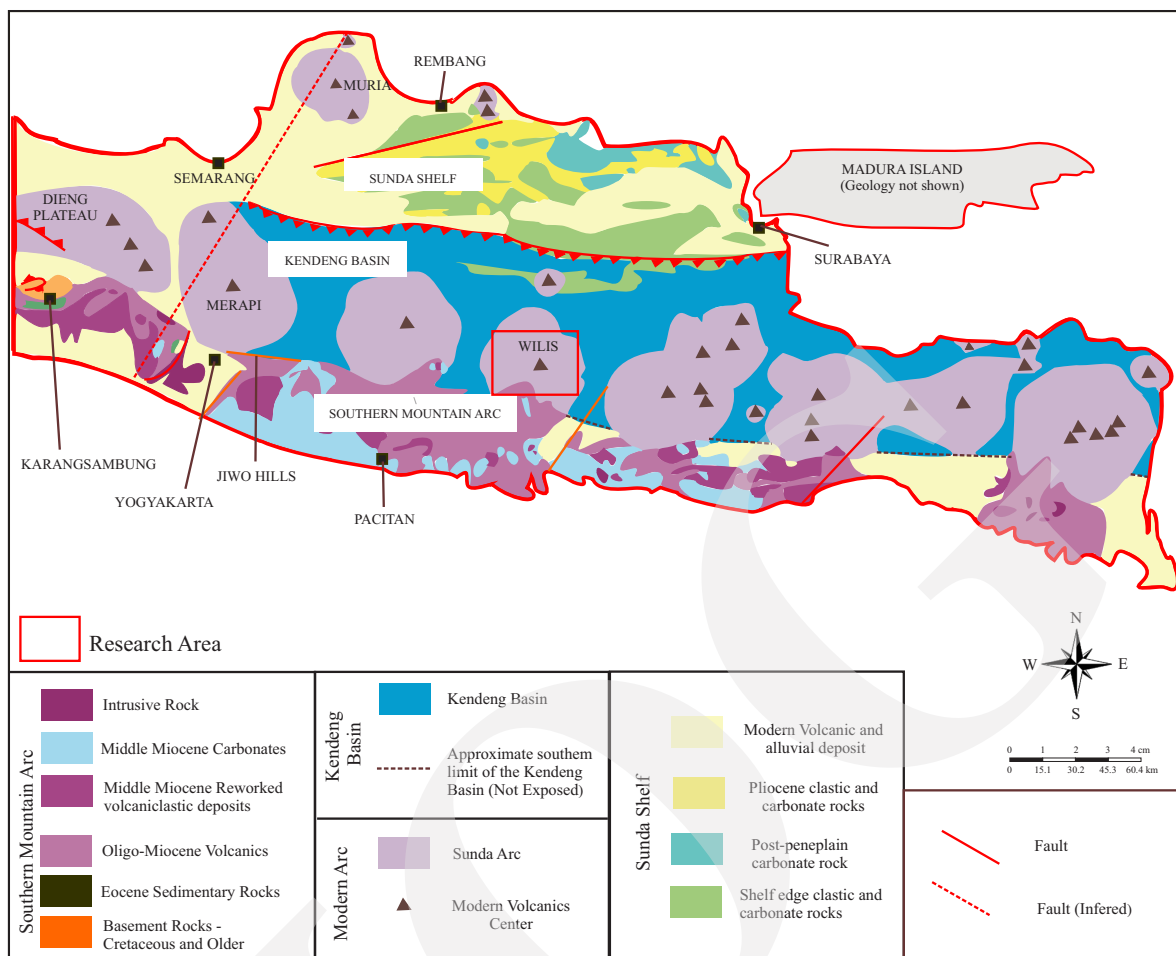 REMBANG
MURIA
SEMARANG
SUNDA SHELF
MADURA ISLAND
(Geology not shown)
DIENG
PLATEAU
SURABAYA
KENDENG BASIN
MERAPI
WILIS
SOUTHERN MOUNTAIN ARC
KARANGSAMBUNG
JIWO HILLS
YOGYAKARTA
PACITAN
Research Area
N
W
E
S
0 1 2 3 4 cm
0 15.1 30.2 45.3 60.4 km
Southern Mountain Arc
Intrusive Rock
Middle Miocene Carbonates
Middle Miocene Reworked
volcaniclastic deposits
Oligo-Miocene Volcanics
Eocene Sedimentary Rocks
Basement Rocks -
Cretaceous and Older
Kendeng
Basin
Kendeng Basin
Approximate southem
limit of the Kendeng
Basin (Not Exposed)
Modern Arc
Sunda Arc
Modern Volcanics
Center
Sunda Shelf
Modern Volcanic and
alluvial deposit
Pliocene clastic and
carbonate rocks
Post-peneplain
carbonate rock
Shelf edge clastic and
carbonate rocks
Fault
Fault (Infered)